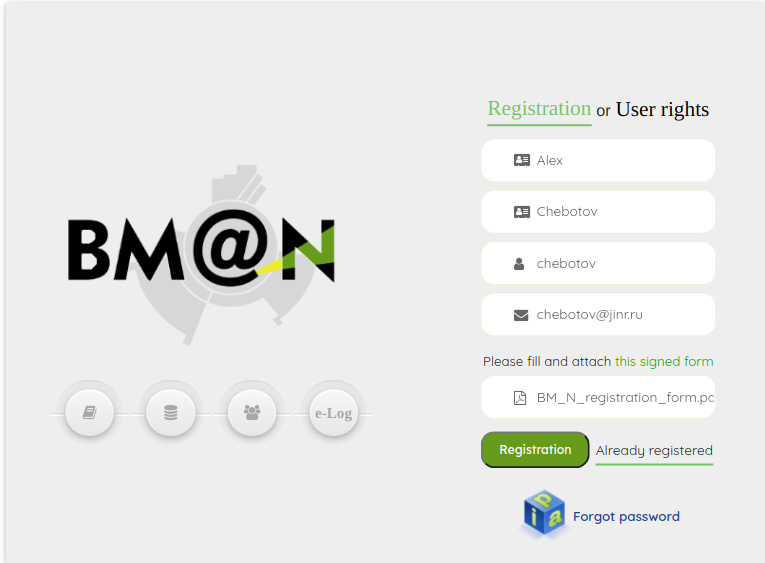 BM@N
e-Log
Registration or User rights
Alex
Chebotov
chebotov
chebotov@jinr.ru
Please fill and attach this signed form
BM_N_registration_form.pc
Registration Already registered
ipa Forgot password